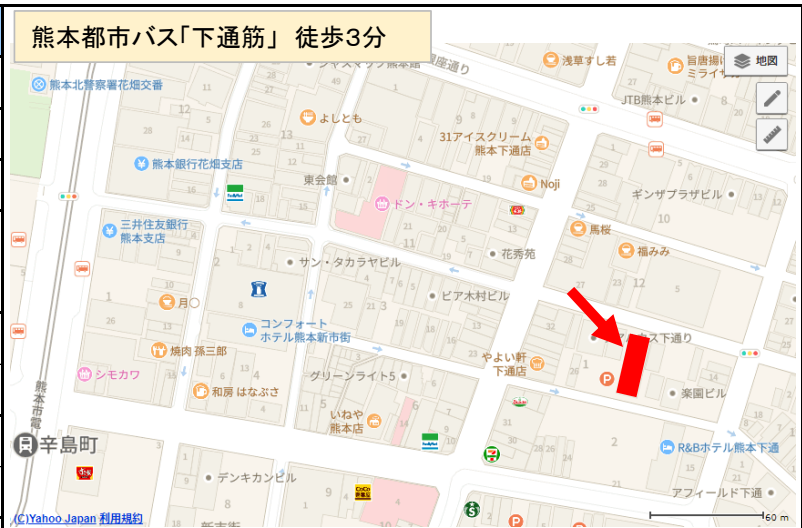 熊本都市バス「下通筋」 徒歩3分
地図
熊本北警察署花畑交番
浅草すし若
JTB熊本ビル
よしとも
31アイスクリーム
熊本下通店
熊本銀行花畑支店
東会館
Noji
ドン・キホーテ
ギンザプラザビル
三井住友銀行
熊本支店
馬桜
福みみ
花秀苑
サン・タカラヤビル
ビア木村ビル
月〇
コンフォート
ホテル熊本新市街
焼肉 孫三郎
やよい軒
下通店
シモカワ
グリーンライト5
和房 はなぶさ
楽園ビル
いねや
熊本店
熊本市電
辛島町
R&Bホテル熊本下通
デンキカンビル
アフィールド下通
新市街
(C)Yahoo Japan 利用規約
60 m